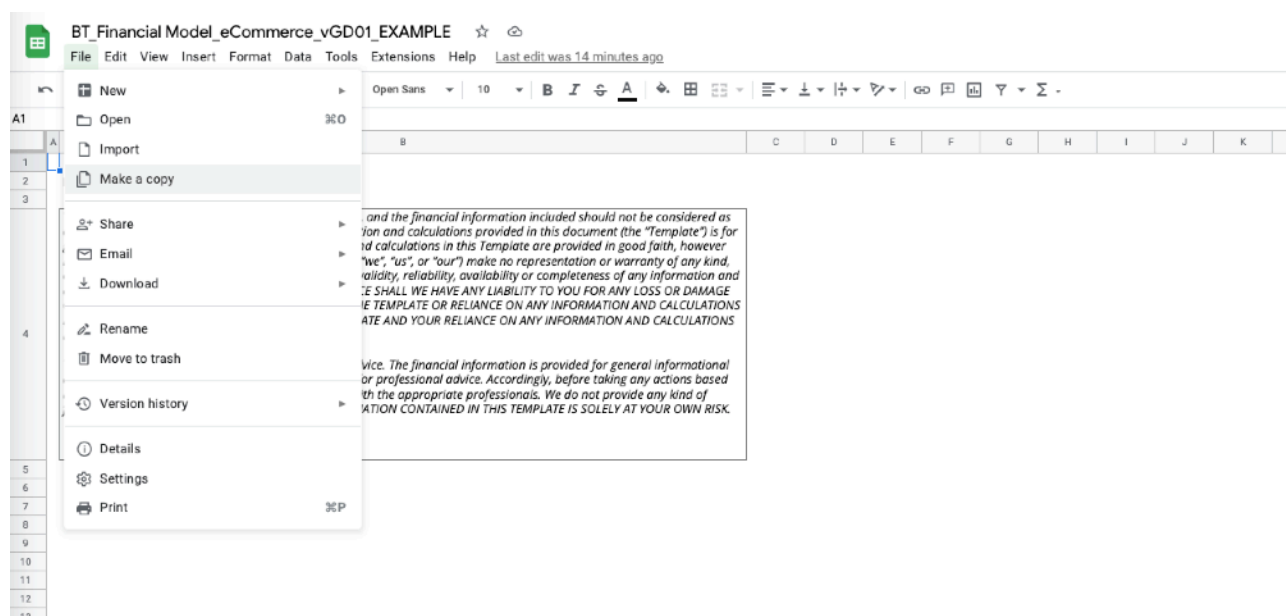 BT_Financial Model_eCommerce_vGD01_EXAMPLE
File Edit View Insert Format Data Tools Extensions Help Last edit was 14 minutes ago
Open Sans 10 B I S A
A1
A B C D E F G H I J K
New
Open ⌘O
Import
Make a copy
Share
Email
Download
Rename
Move to trash
Version history
Details
Settings
Print ⌘P
1
2
3
4
5
6
7
8
9
10
11
12
and the financial information included should not be considered as
and calculations provided in this document (the "Template") is for
calculations in this Template are provided in good faith, however
"we", "us", or "our") make no representation or warranty of any kind,
validity, reliability, availability or completeness of any information and
SHALL WE HAVE ANY LIABILITY TO YOU FOR ANY LOSS OR DAMAGE
TEMPLATE OR RELIANCE ON ANY INFORMATION AND CALCULATIONS
AND YOUR RELIANCE ON ANY INFORMATION AND CALCULATIONS
The financial information is provided for general informational
or professional advice. Accordingly, before taking any actions based
the appropriate professionals. We do not provide any kind of
CONTAINED IN THIS TEMPLATE IS SOLELY AT YOUR OWN RISK.